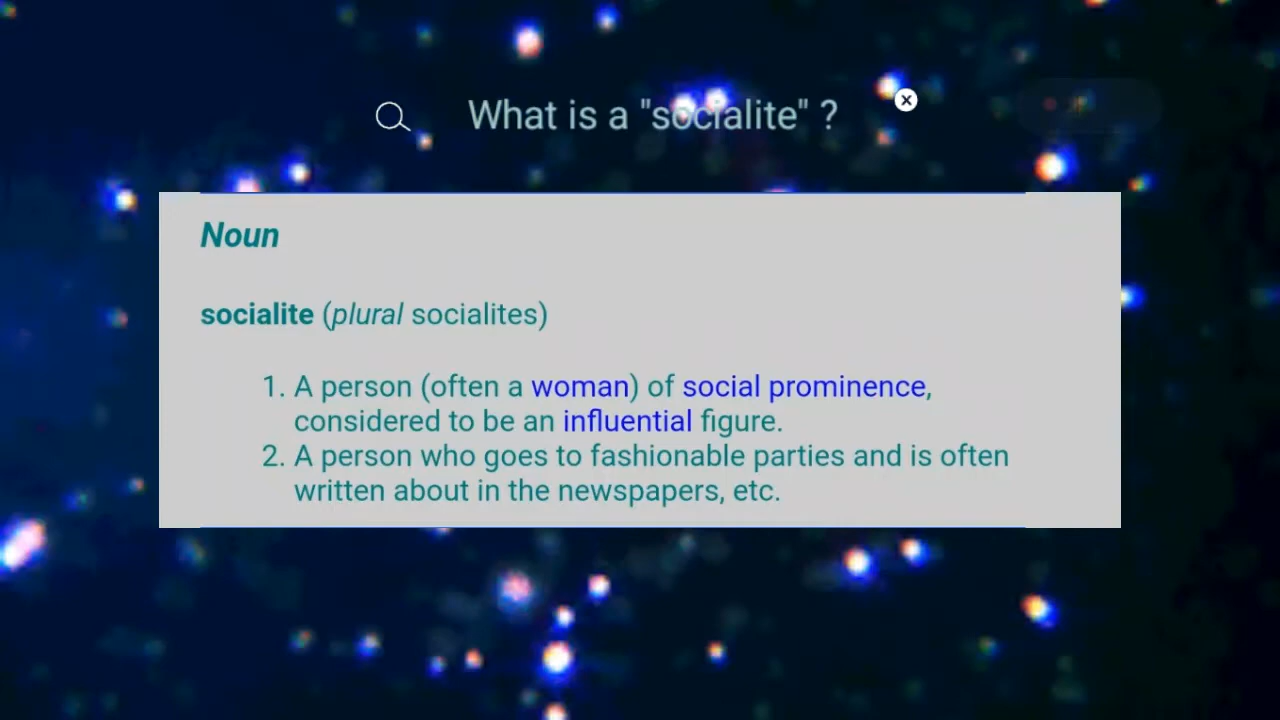 What is a "socialite" ?
Noun
socialite (plural socialites)
1. A person (often a woman) of social prominence,
considered to be an influential figure.
2. A person who goes to fashionable parties and is often
written about in the newspapers, etc.